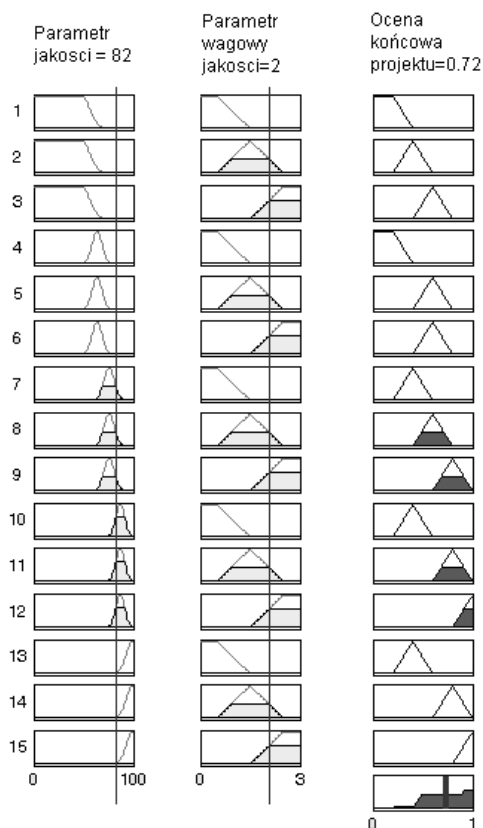 Parametr
jakosci = 82
Parametr
wagowy
jakosci=2
Ocena
końcowa
projektu=0.72
1
2
3
4
5
6
7
8
9
10
11
12
13
14
15
0 100
0 3
0 1